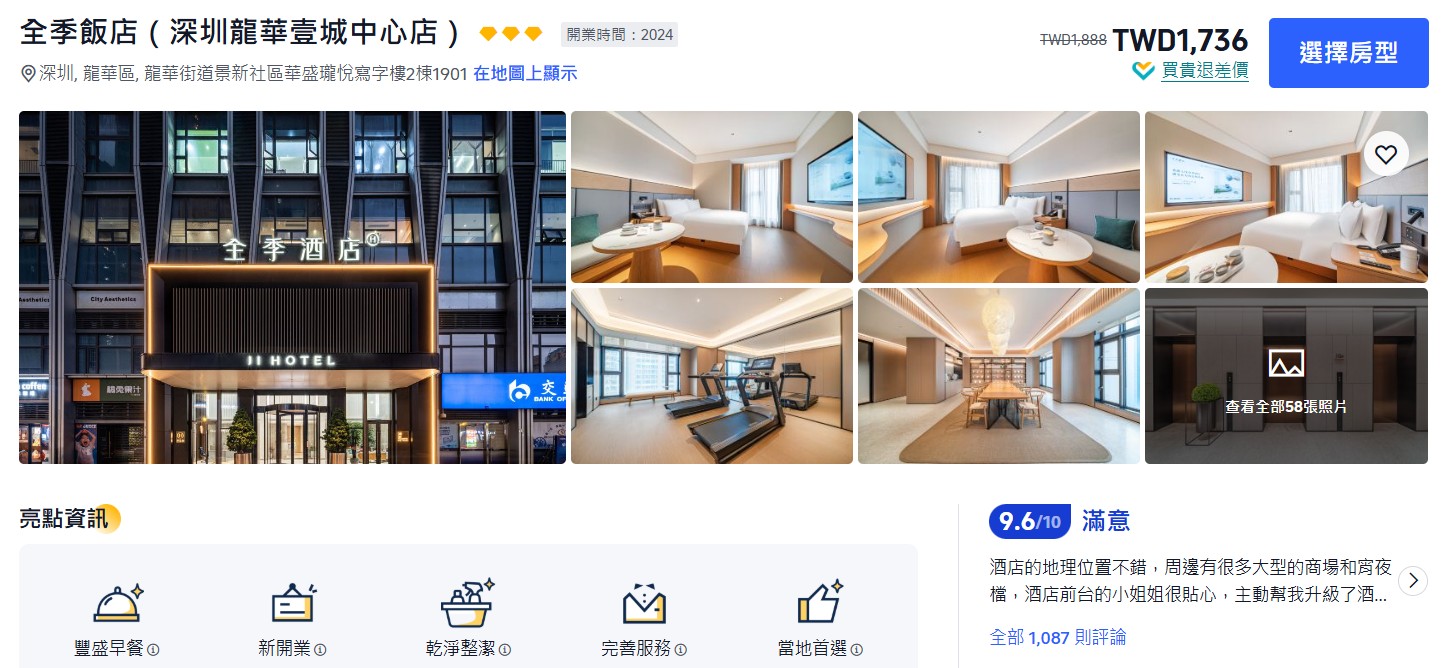 全季飯店（深圳龍華壹城中心店）
開業時間：2024
TWD1,888 TWD1,736
買貴退差價
選擇房型
深圳, 龍華區, 龍華街道景新社區華盛瓏悅寫字樓2棟1901 在地圖上顯示
全季酒店
JI HOTEL
City Aesthetics
coffee
BANK OF
交
查看全部58張照片
亮點資訊
豐盛早餐
新開業
乾淨整潔
完善服務
當地首選
9.6/10 滿意
酒店的地理位置不錯，周邊有很多大型的商場和宵夜
檔，酒店前台的小姐姐很貼心，主動幫我升級了酒...
全部 1,087 則評論